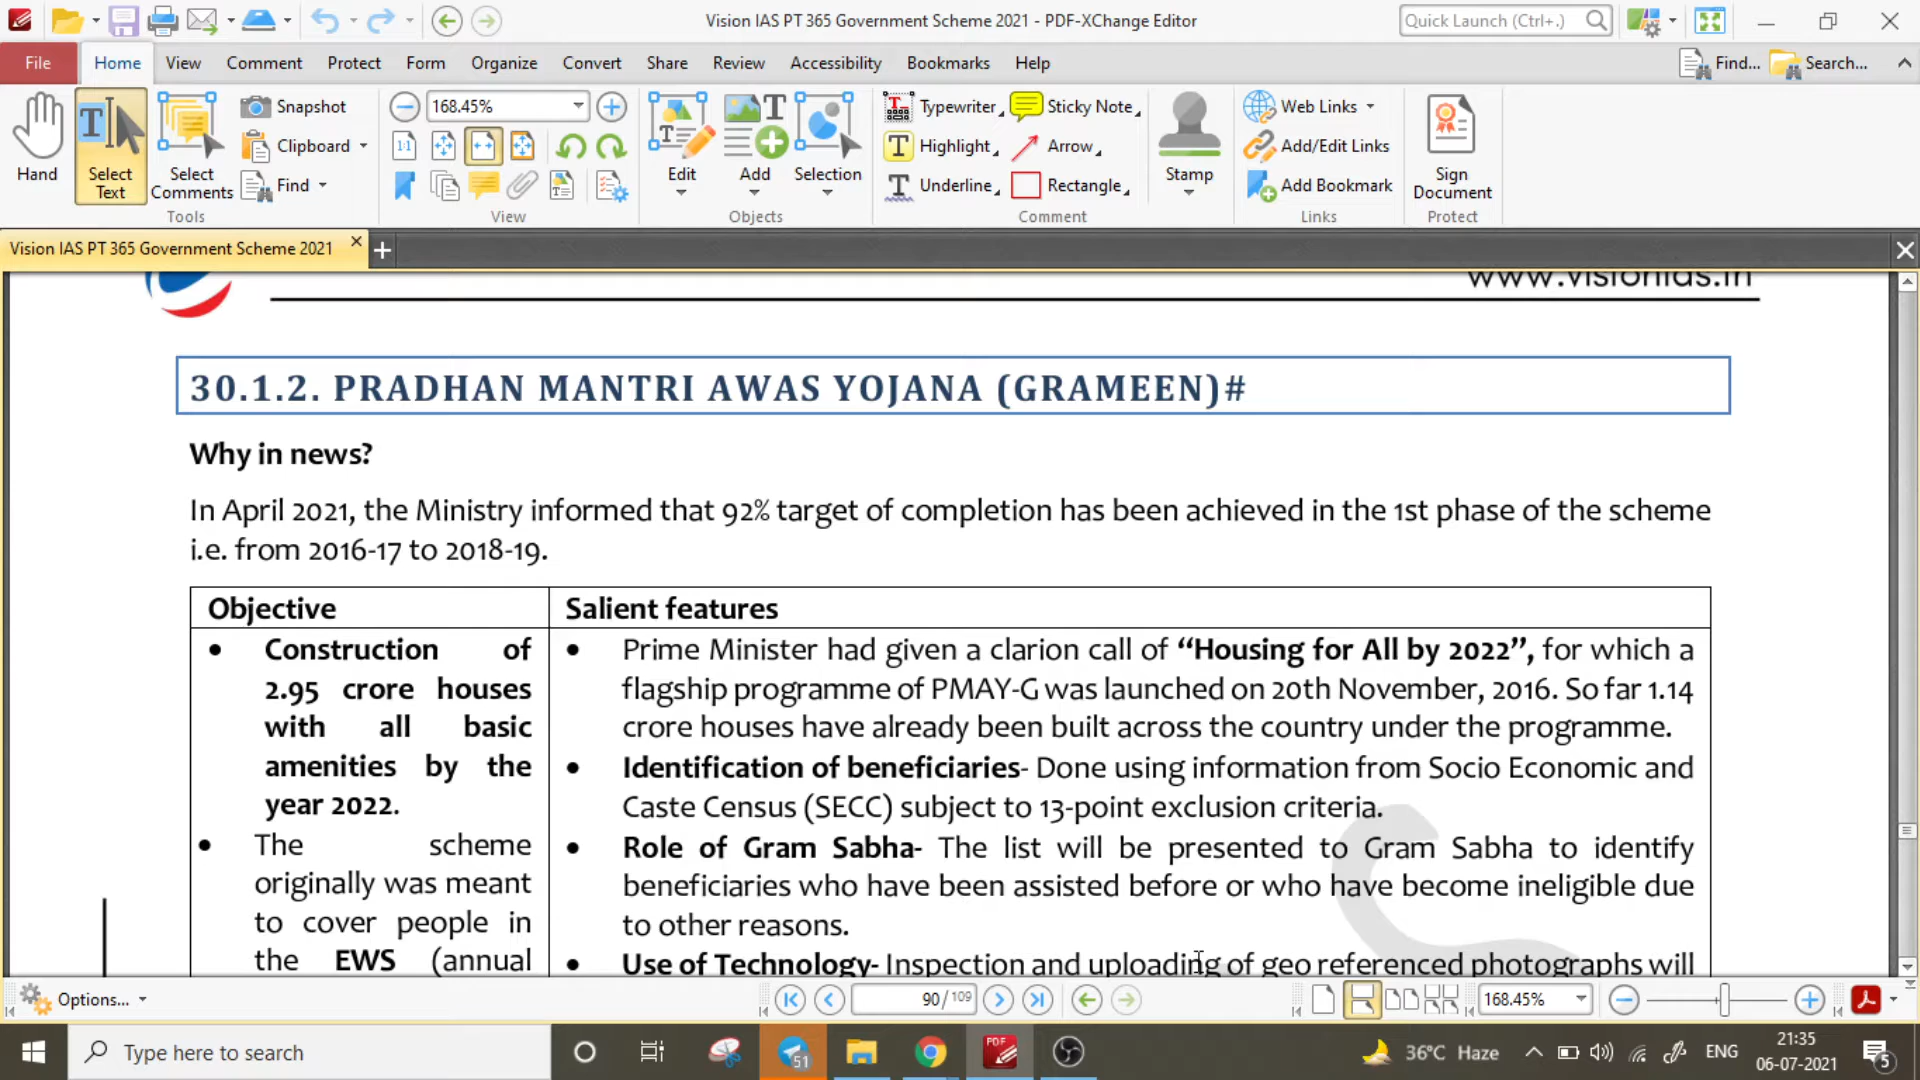 Vision IAS PT 365 Government Scheme 2021 - PDF-XChange Editor
Quick Launch (Ctrl+.)
File Home View Comment Protect Form Organize Convert Share Review Accessibility Bookmarks Help Find... Search...
Hand
Select Text
Select Comments
Snapshot
Clipboard
Find
Tools
168.45%
1:1
View
Edit
Add
Selection
Objects
Typewriter
Highlight
Underline
Sticky Note
Arrow
Rectangle
Comment
Stamp
Web Links
Add/Edit Links
Add Bookmark
Links
Sign Document
Protect
Vision IAS PT 365 Government Scheme 2021
www.visionias.in
30.1.2. PRADHAN MANTRI AWAS YOJANA (GRAMEEN)#
Why in news?
In April 2021, the Ministry informed that 92% target of completion has been achieved in the 1st phase of the scheme
i.e. from 2016-17 to 2018-19.
Objective
• Construction of
2.95 crore houses
with all basic
amenities by the
year 2022.
• The scheme
originally was meant
to cover people in
the EWS (annual
Salient features
• Prime Minister had given a clarion call of “Housing for All by 2022”, for which a
flagship programme of PMAY-G was launched on 20th November, 2016. So far 1.14
crore houses have already been built across the country under the programme.
• Identification of beneficiaries- Done using information from Socio Economic and
Caste Census (SECC) subject to 13-point exclusion criteria.
• Role of Gram Sabha- The list will be presented to Gram Sabha to identify
beneficiaries who have been assisted before or who have become ineligible due
to other reasons.
• Use of Technology- Inspection and uploading of geo referenced photographs will
Options...
90 / 109
168.45%
Type here to search
51
PDF
36°C Haze
ENG
21:35
06-07-2021
5